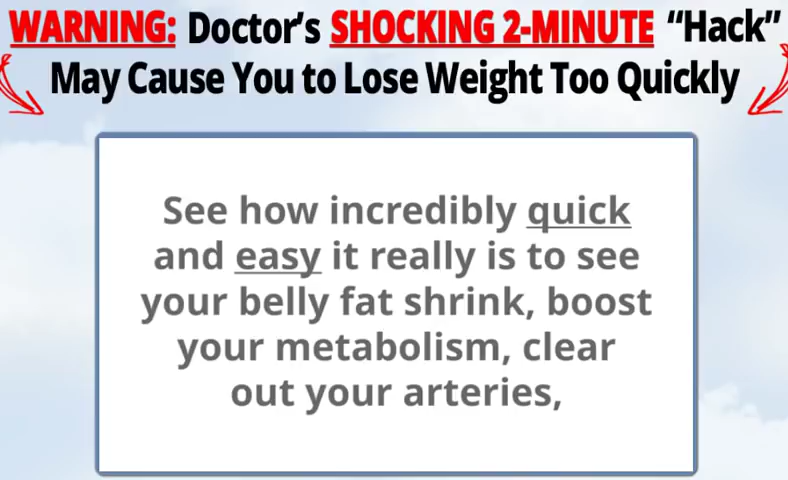 WARNING: Doctor's SHOCKING 2-MINUTE “Hack”
May Cause You to Lose Weight Too Quickly
See how incredibly quick
and easy it really is to see
your belly fat shrink, boost
your metabolism, clear
out your arteries,